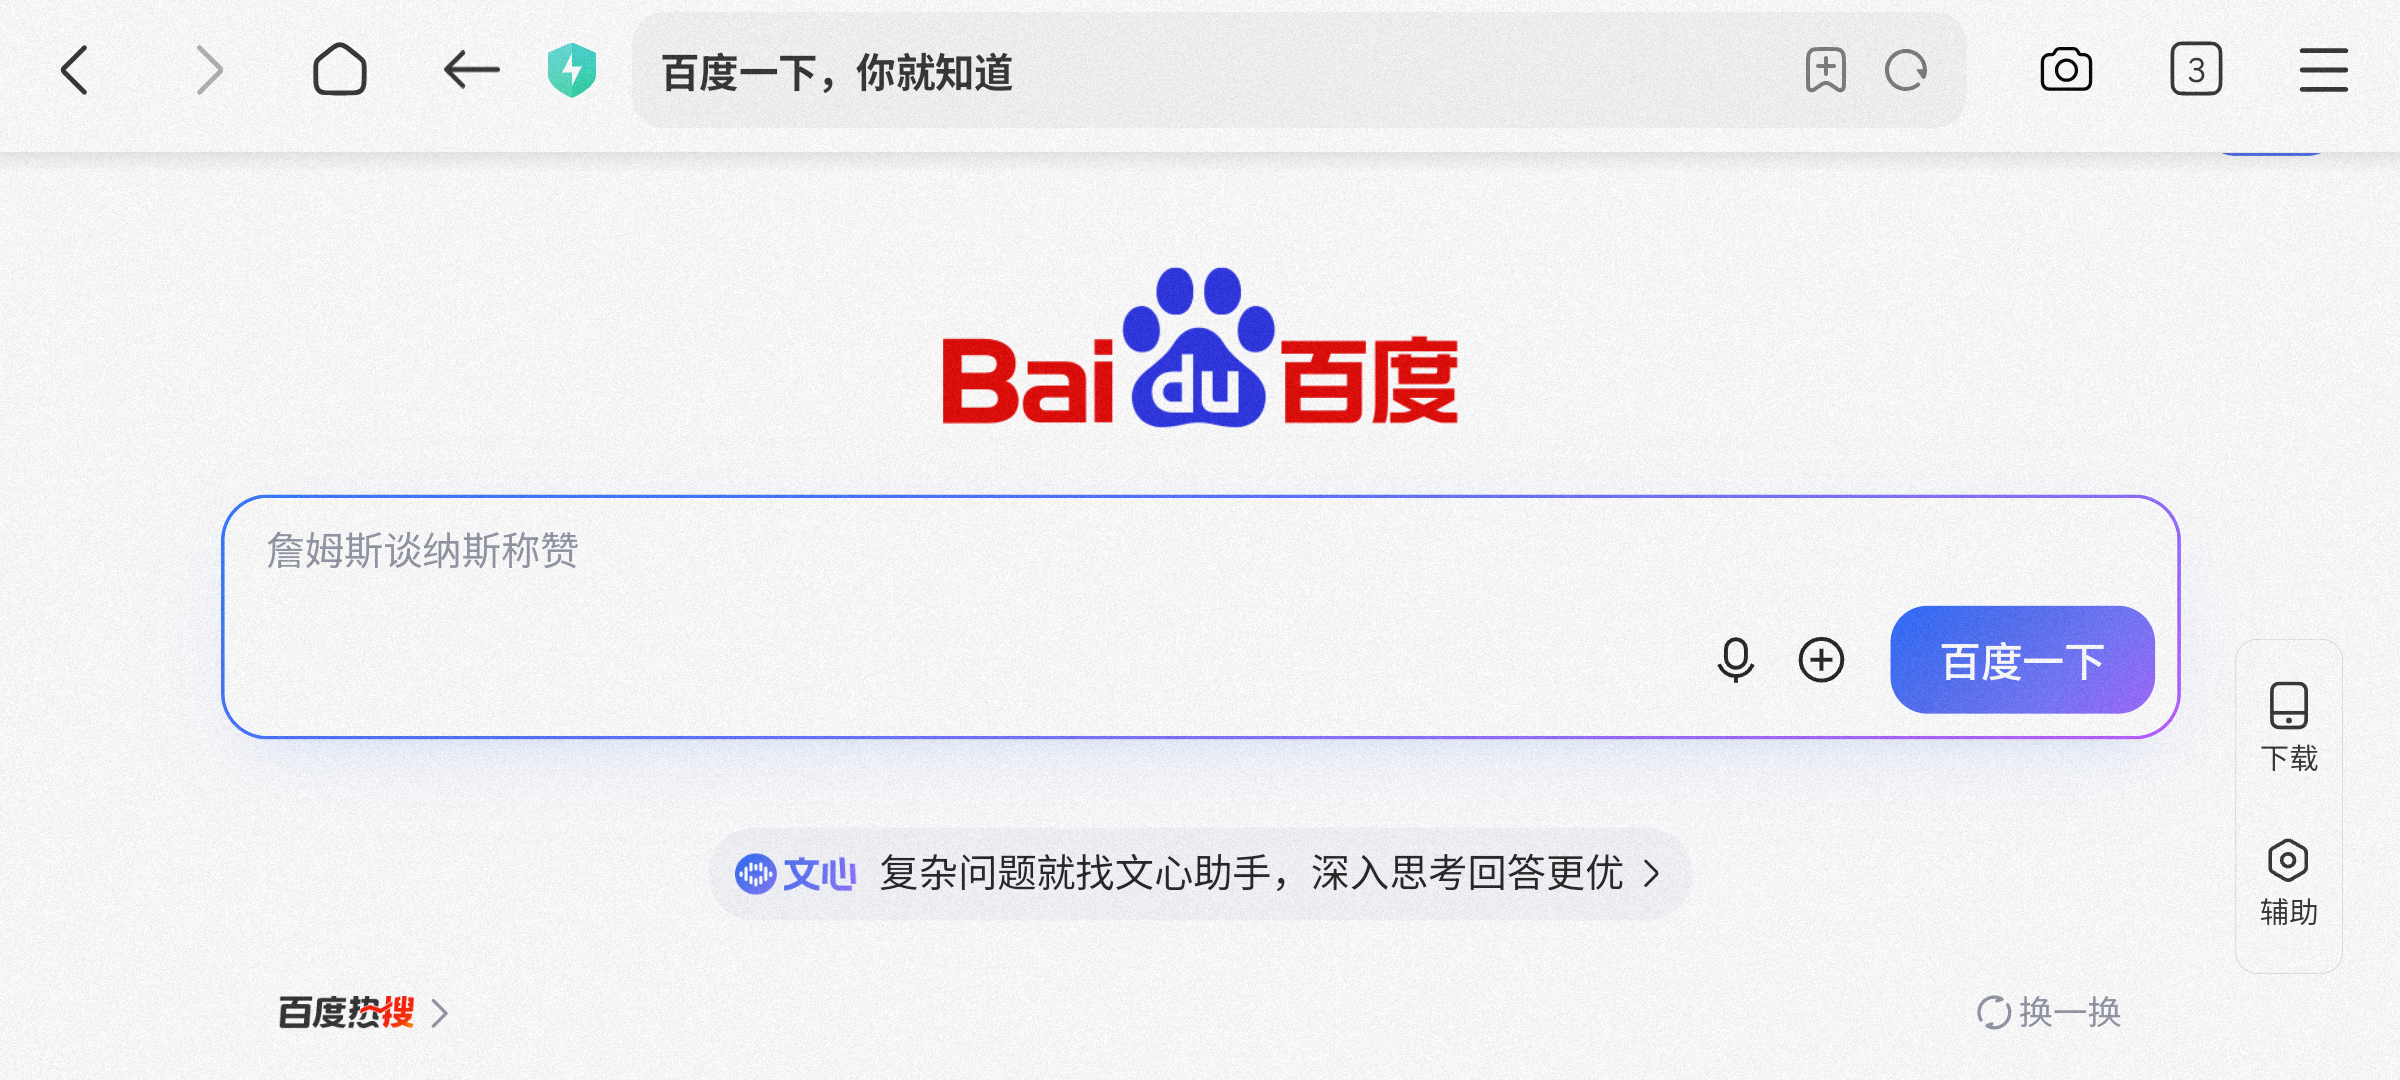 百度一下，你就知道
3
Bai du 百度
詹姆斯谈纳斯称赞
百度一下
下载
文心 复杂问题就找文心助手，深入思考回答更优
辅助
百度热搜
换一换